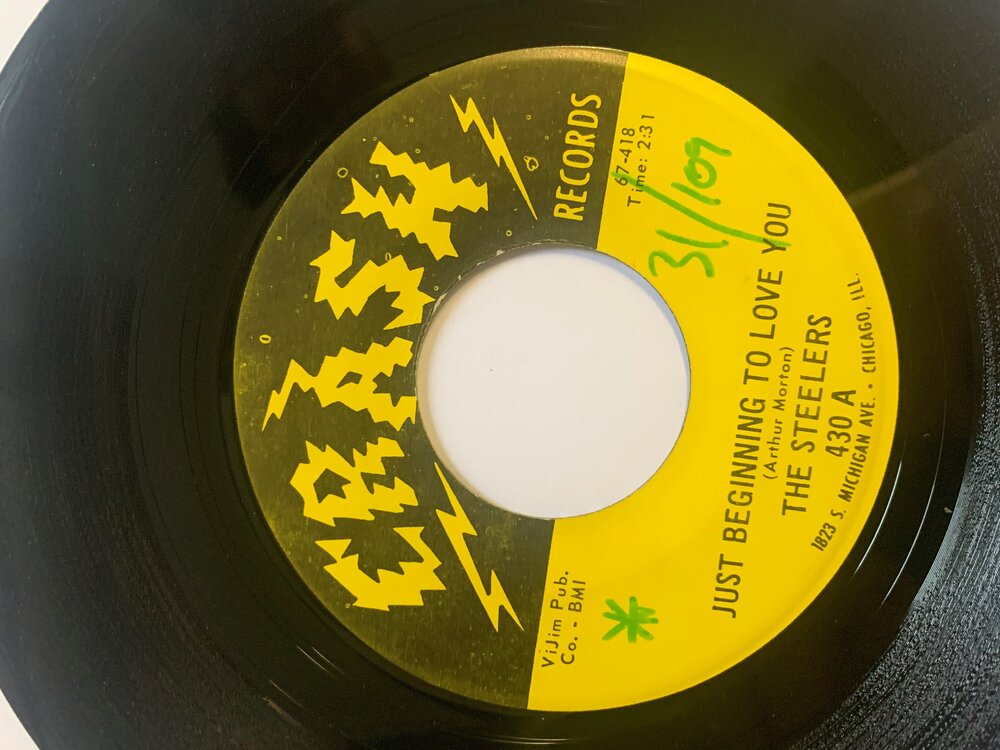 CRASH
RECORDS
ViJim Pub.
Co. - BMI
67-418
Time: 2:31
*
31/109
JUST BEGINNING TO LOVE YOU
(Arthur Morton)
THE STEELERS
430 A
1823 S. MICHIGAN AVE. • CHICAGO, ILL.